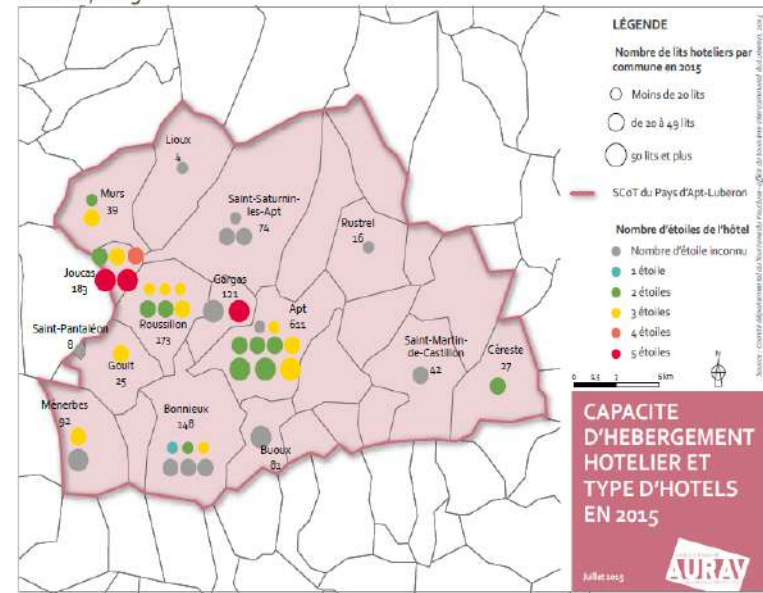 LÉGENDE
Nombre de lits hoteliers par
commune en 2015
Moins de 20 lits
de 20 à 49 lits
50 lits et plus
SCoT du Pays d'Apt-Luberon
Nombre d'étoiles de l'hôtel
Nombre d'étoile inconnu
1 étoile
2 étoiles
3 étoiles
4 étoiles
5 étoiles
Lioux
4
Murs
39
Saint-Saturnin-
les-Apt
74
Rustrel
16
Joucas
183
Gargas
121
Roussillon
173
Apt
611
Saint-Pantaléon
8
Goult
25
Saint-Martin-
de-Castillon
42
Céreste
27
Ménerbes
92
Bonnieux
148
Buoux
81
0
5 km
N
CAPACITE
D'HEBERGEMENT
HOTELIER ET
TYPE D'HOTELS
EN 2015
Juillet 2015
AURAV